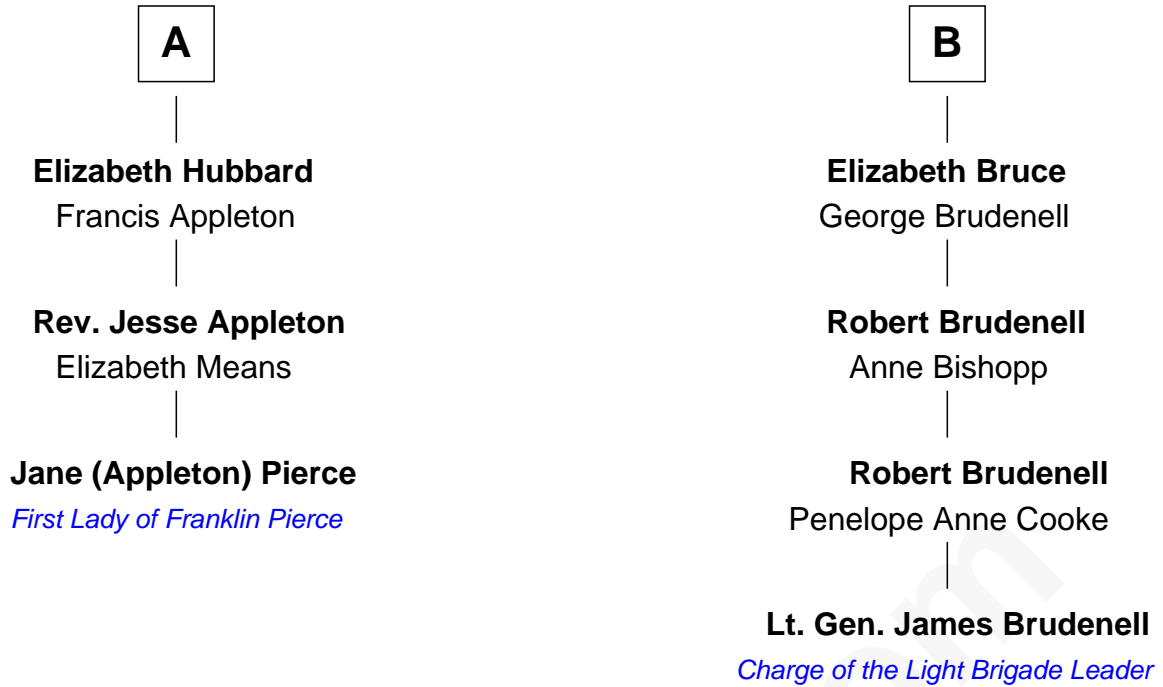 A
Elizabeth Hubbard
Francis Appleton
Rev. Jesse Appleton
Elizabeth Means
Jane (Appleton) Pierce
First Lady of Franklin Pierce
B
Elizabeth Bruce
George Brudenell
Robert Brudenell
Anne Bishopp
Robert Brudenell
Penelope Anne Cooke
Lt. Gen. James Brudenell
Charge of the Light Brigade Leader